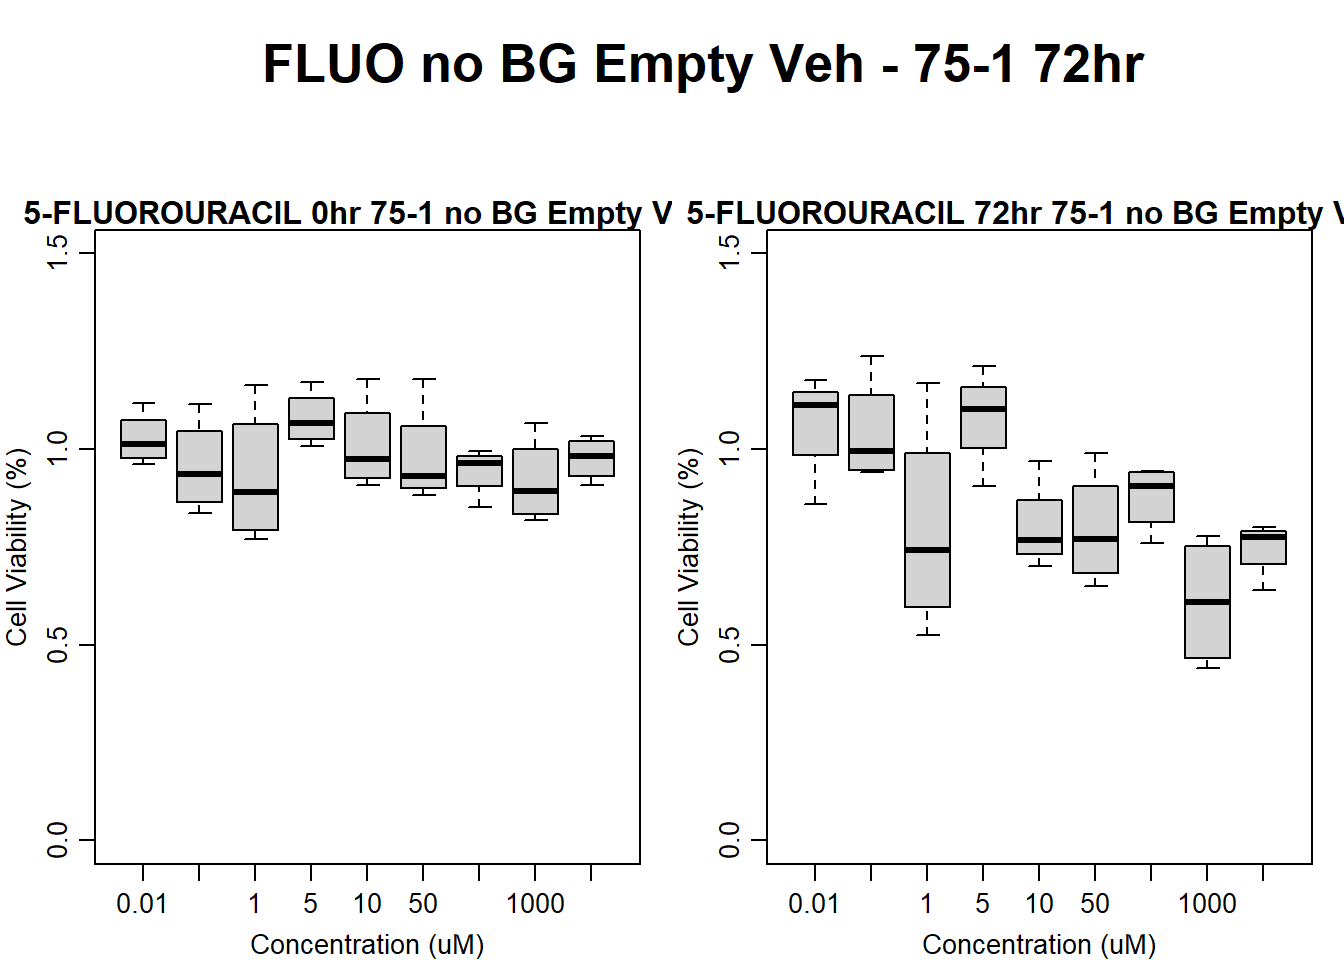 FLUO no BG Empty Veh - 75-1 72hr
5-FLUOROURACIL 0hr 75-1 no BG Empty V
Cell Viability (%)
1.5
1.0
0.5
0.0
0.01 1 5 10 50 1000
Concentration (uM)
5-FLUOROURACIL 72hr 75-1 no BG Empty V
Cell Viability (%)
1.5
1.0
0.5
0.0
0.01 1 5 10 50 1000
Concentration (uM)